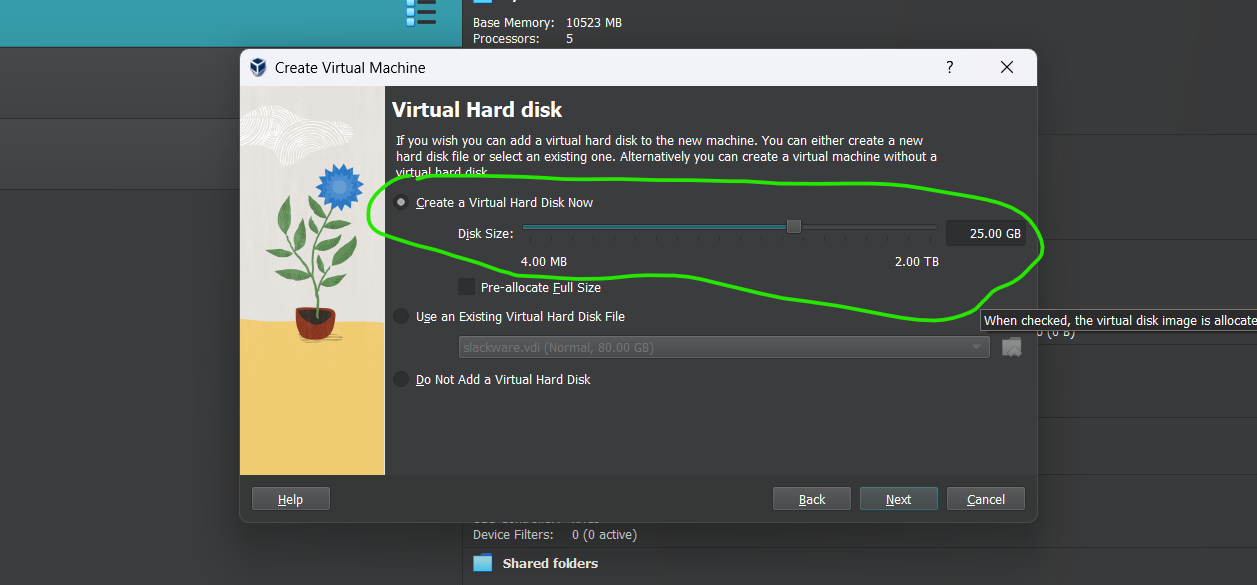 Base Memory: 10523 MB
Processors: 5
Create Virtual Machine
?
Virtual Hard disk
If you wish you can add a virtual hard disk to the new machine. You can either create a new
hard disk file or select an existing one. Alternatively you can create a virtual machine without a
virtual hard disk.
Create a Virtual Hard Disk Now
Disk Size:
25.00 GB
4.00 MB
2.00 TB
Pre-allocate Full Size
Use an Existing Virtual Hard Disk File
When checked, the virtual disk image is allocate
0 (0 B)
slackware.vdi (Normal, 80.00 GB)
Do Not Add a Virtual Hard Disk
Help
Back
Next
Cancel
Device Filters: 0 (0 active)
Shared folders